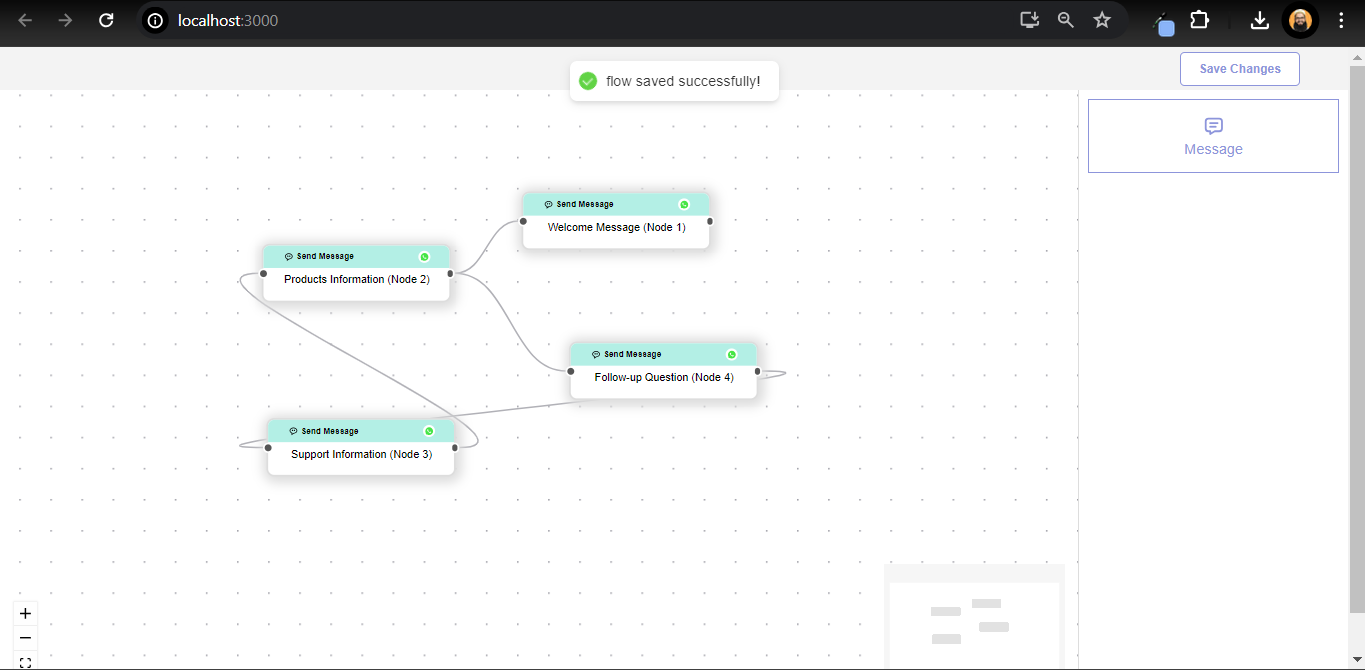 localhost:3000
flow saved successfully!
Save Changes
Message
Send Message
Welcome Message (Node 1)
Send Message
Products Information (Node 2)
Send Message
Follow-up Question (Node 4)
Send Message
Support Information (Node 3)